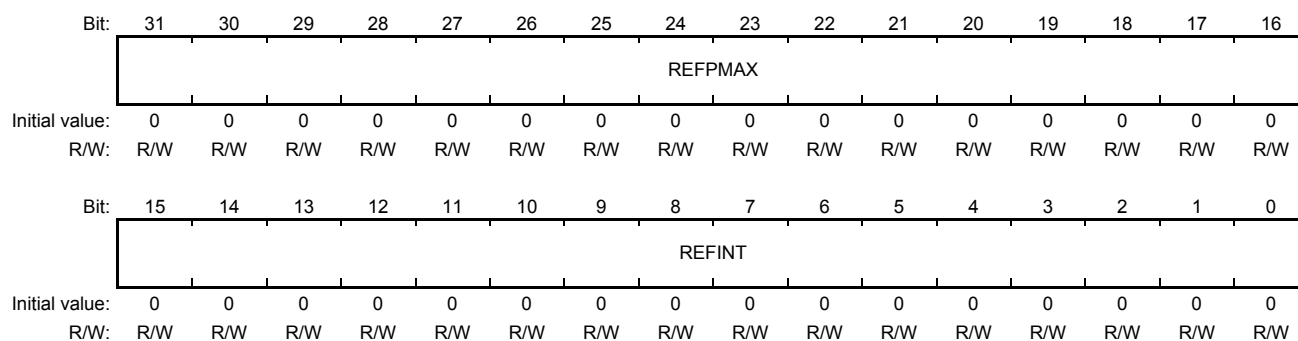 Bit: 31 30 29 28 27 26 25 24 23 22 21 20 19 18 17 16
REFPMAX
Initial value: 0 0 0 0 0 0 0 0 0 0 0 0 0 0 0 0
R/W: R/W R/W R/W R/W R/W R/W R/W R/W R/W R/W R/W R/W R/W R/W R/W R/W
Bit: 15 14 13 12 11 10 9 8 7 6 5 4 3 2 1 0
REFINT
Initial value: 0 0 0 0 0 0 0 0 0 0 0 0 0 0 0 0
R/W: R/W R/W R/W R/W R/W R/W R/W R/W R/W R/W R/W R/W R/W R/W R/W R/W